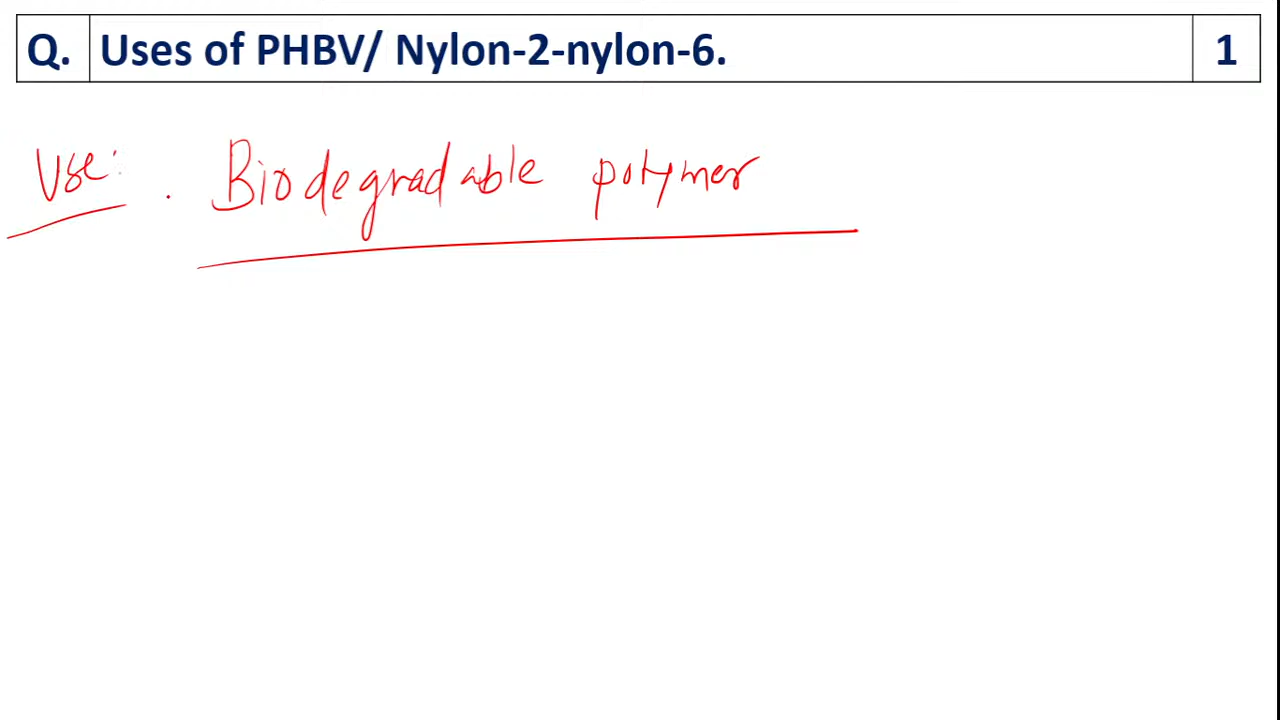 Q. Uses of PHBV/ Nylon-2-nylon-6. 1
Use: . Biodegradable polymer